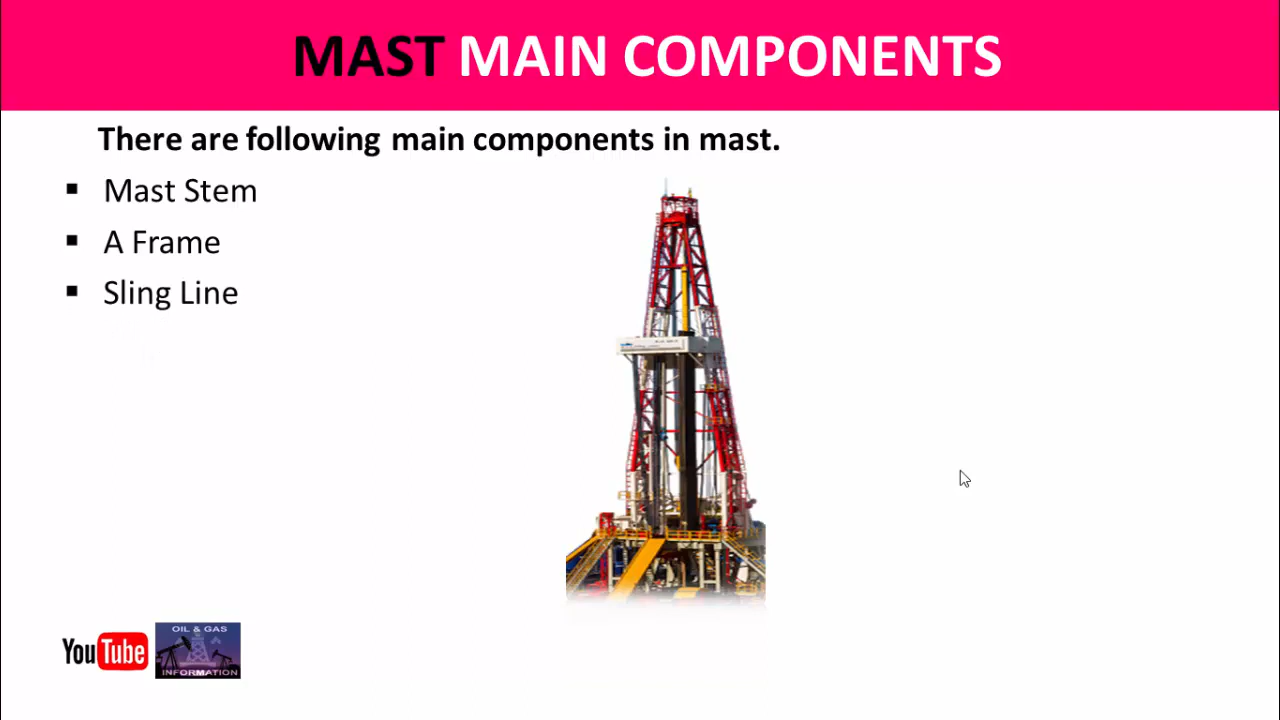 MAST MAIN COMPONENTS
There are following main components in mast.
▪ Mast Stem
▪ A Frame
▪ Sling Line
YouTube
OIL & GAS
INFORMATION